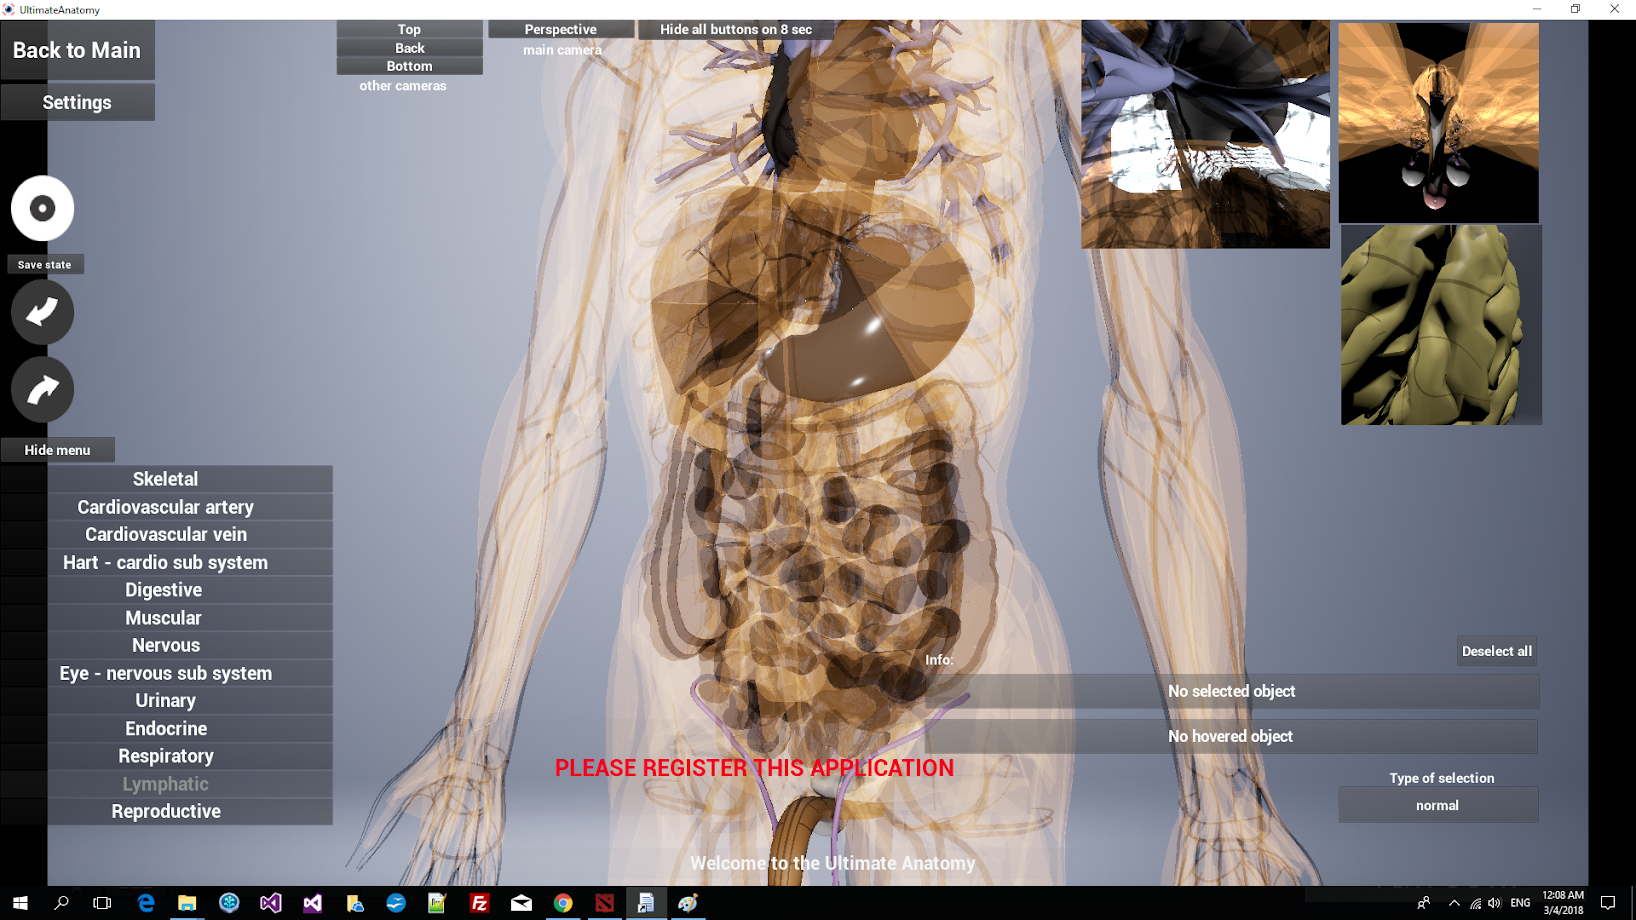 UltimateAnatomy
Back to Main
Settings
Top
Back
Bottom
other cameras
Perspective
main camera
Hide all buttons on 8 sec
Save state
Hide menu
Skeletal
Cardiovascular artery
Cardiovascular vein
Hart - cardio sub system
Digestive
Muscular
Nervous
Eye - nervous sub system
Urinary
Endocrine
Respiratory
Lymphatic
Reproductive
Info:
Deselect all
No selected object
No hovered object
Type of selection
normal
PLEASE REGISTER THIS APPLICATION
Welcome to the Ultimate Anatomy
ENG
12:08 AM
3/4/2018